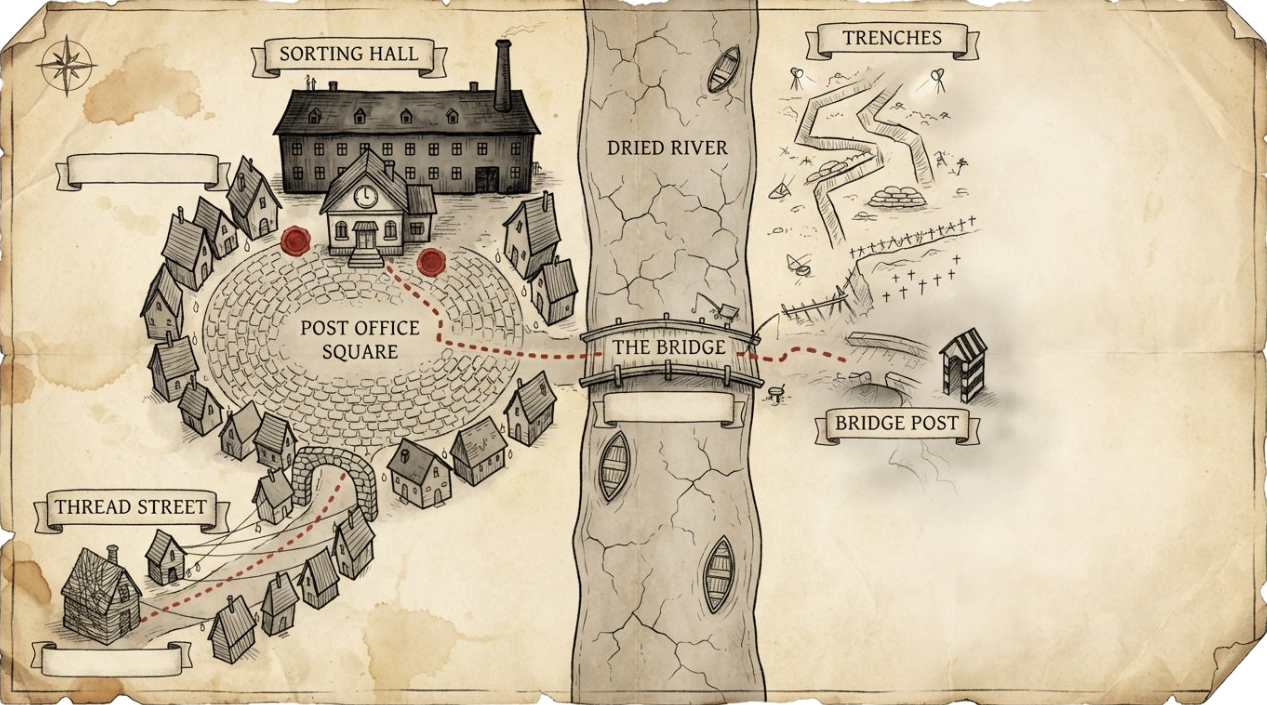 SORTING HALL
TRENCHES
DRIED RIVER
POST OFFICE
SQUARE
THE BRIDGE
BRIDGE POST
THREAD STREET